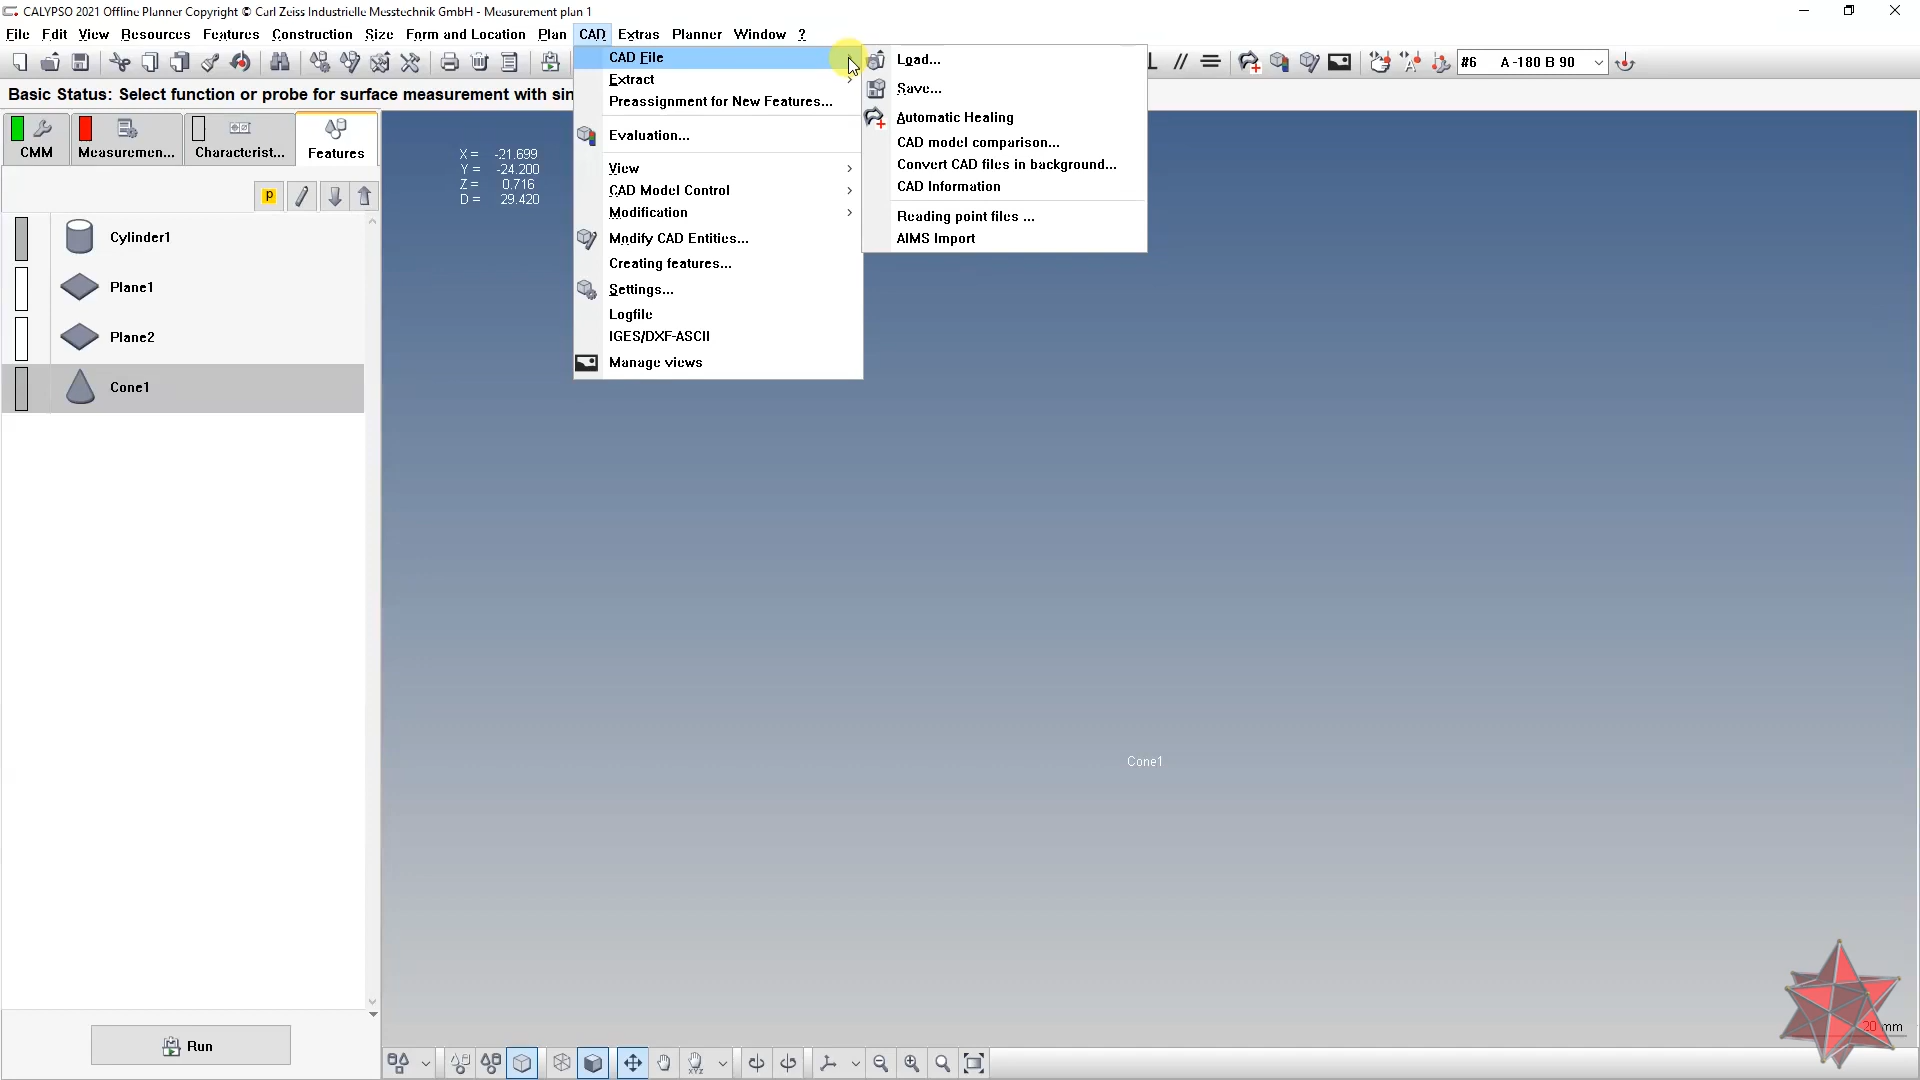 CALYPSO 2021 Offline Planner Copyright © Carl Zeiss Industrielle Messtechnik GmbH - Measurement plan 1
File Edit View Resources Features Construction Size Form and Location Plan CAD Extras Planner Window ?
#6 A -180 B 90
Basic Status: Select function or probe for surface measurement with sin
CMM
Measuremen...
Characterist...
Features
P
Cylinder1
Plane1
Plane2
Cone1
Run
X= -21.699
Y= -24.200
Z= 0.716
D= 29.420
CAD File
Extract
Preassignment for New Features...
Evaluation...
View
CAD Model Control
Modification
Modify CAD Entities...
Creating features...
Settings...
Logfile
IGES/DXF-ASCII
Manage views
Load...
Save...
Automatic Healing
CAD model comparison...
Convert CAD files in background...
CAD Information
Reading point files ...
AIMS Import
Cone1
20 mm